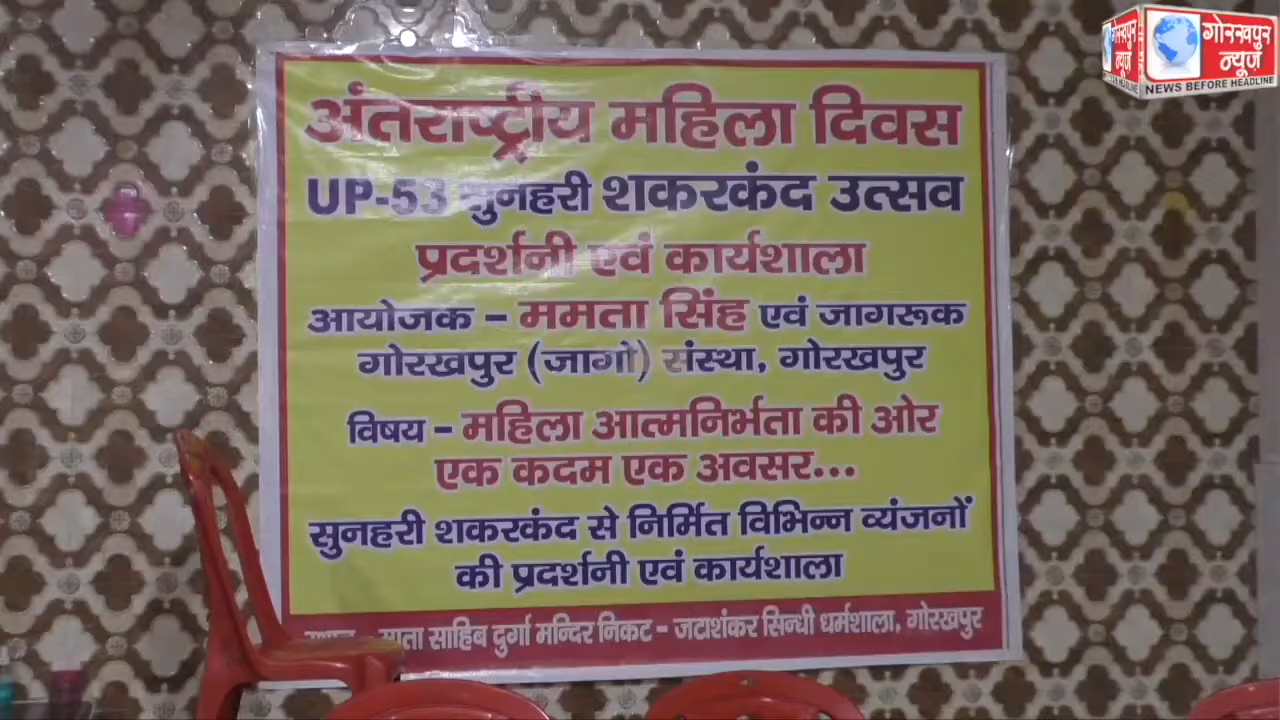 अंतराष्ट्रीय महिला दिवस
UP-53 सुनहरी शकरकंद उत्सव
प्रदर्शनी एवं कार्यशाला
आयोजक - ममता सिंह एवं जागरूक
गोरखपुर (जागो) संस्था, गोरखपुर
विषय - महिला आत्मनिर्भता की ओर
एक कदम एक अवसर...
सुनहरी शकरकंद से निर्मित विभिन्न व्यंजनों
की प्रदर्शनी एवं कार्यशाला
माता साहिब दुर्गा मन्दिर निकट - जटाशंकर सिन्धी धर्मशाला, गोरखपुर
गोरखपुर
न्यूज़
NEWS BEFORE HEADLINE
गोरखपुर
न्यूज़